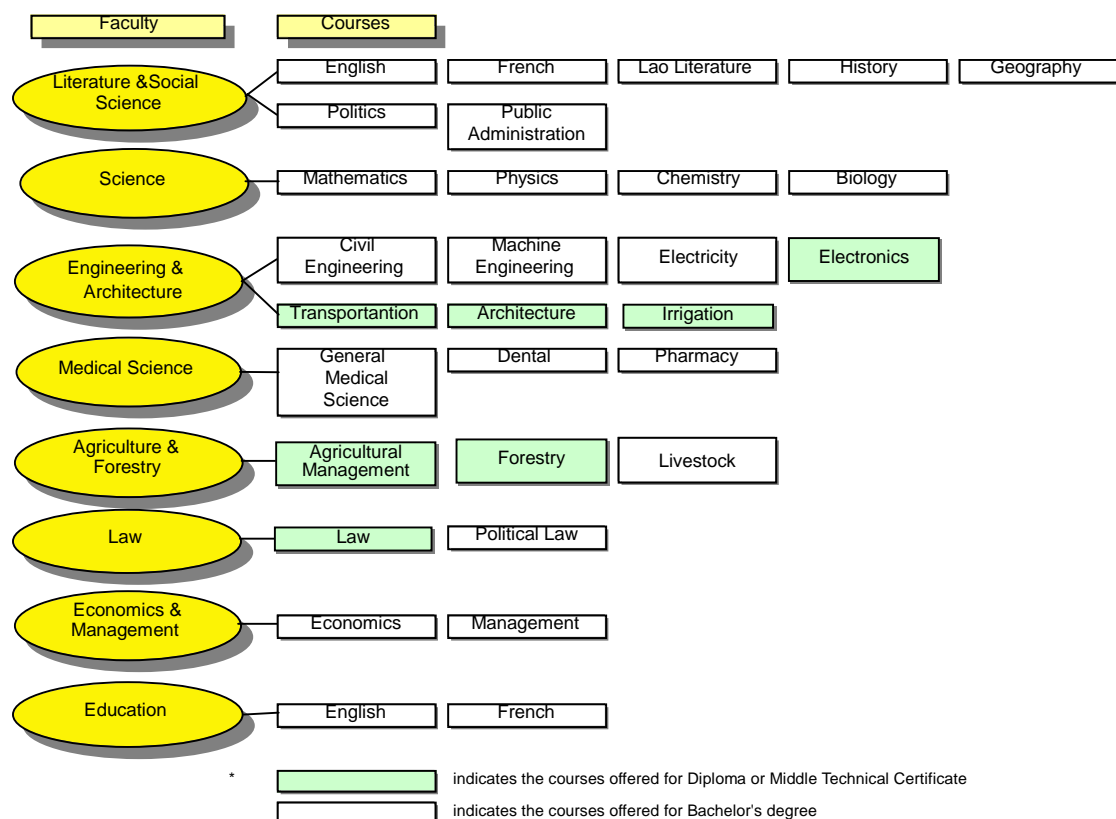 Faculty
Courses
Literature &Social
Science
English
French
Lao Literature
History
Geography
Politics
Public
Administration
Science
Mathematics
Physics
Chemistry
Biology
Engineering &
Architecture
Civil
Engineering
Machine
Engineering
Electricity
Electronics
Transportantion
Architecture
Irrigation
Medical Science
General
Medical
Science
Dental
Pharmacy
Agriculture &
Forestry
Agricultural
Management
Forestry
Livestock
Law
Law
Political Law
Economics &
Management
Economics
Management
Education
English
French
*
indicates the courses offered for Diploma or Middle Technical Certificate
indicates the courses offered for Bachelor's degree